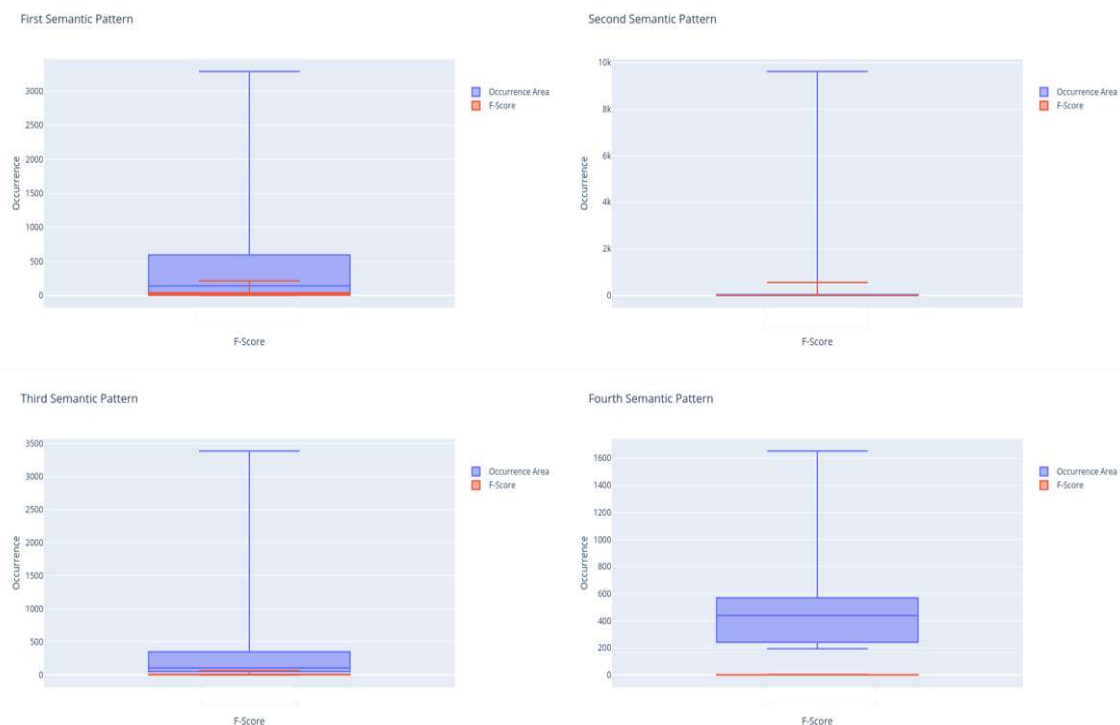 First Semantic Pattern
3000
2500
2000
1500
1000
500
0
Occurrence
F-Score
Occurrence Area
F-Score
Second Semantic Pattern
10k
8k
6k
4k
2k
0
Occurrence
F-Score
Occurrence Area
F-Score
Third Semantic Pattern
3500
3000
2500
2000
1500
1000
500
0
Occurrence
F-Score
Occurrence Area
F-Score
Fourth Semantic Pattern
1600
1400
1200
1000
800
600
400
200
0
Occurrence
F-Score
Occurrence Area
F-Score